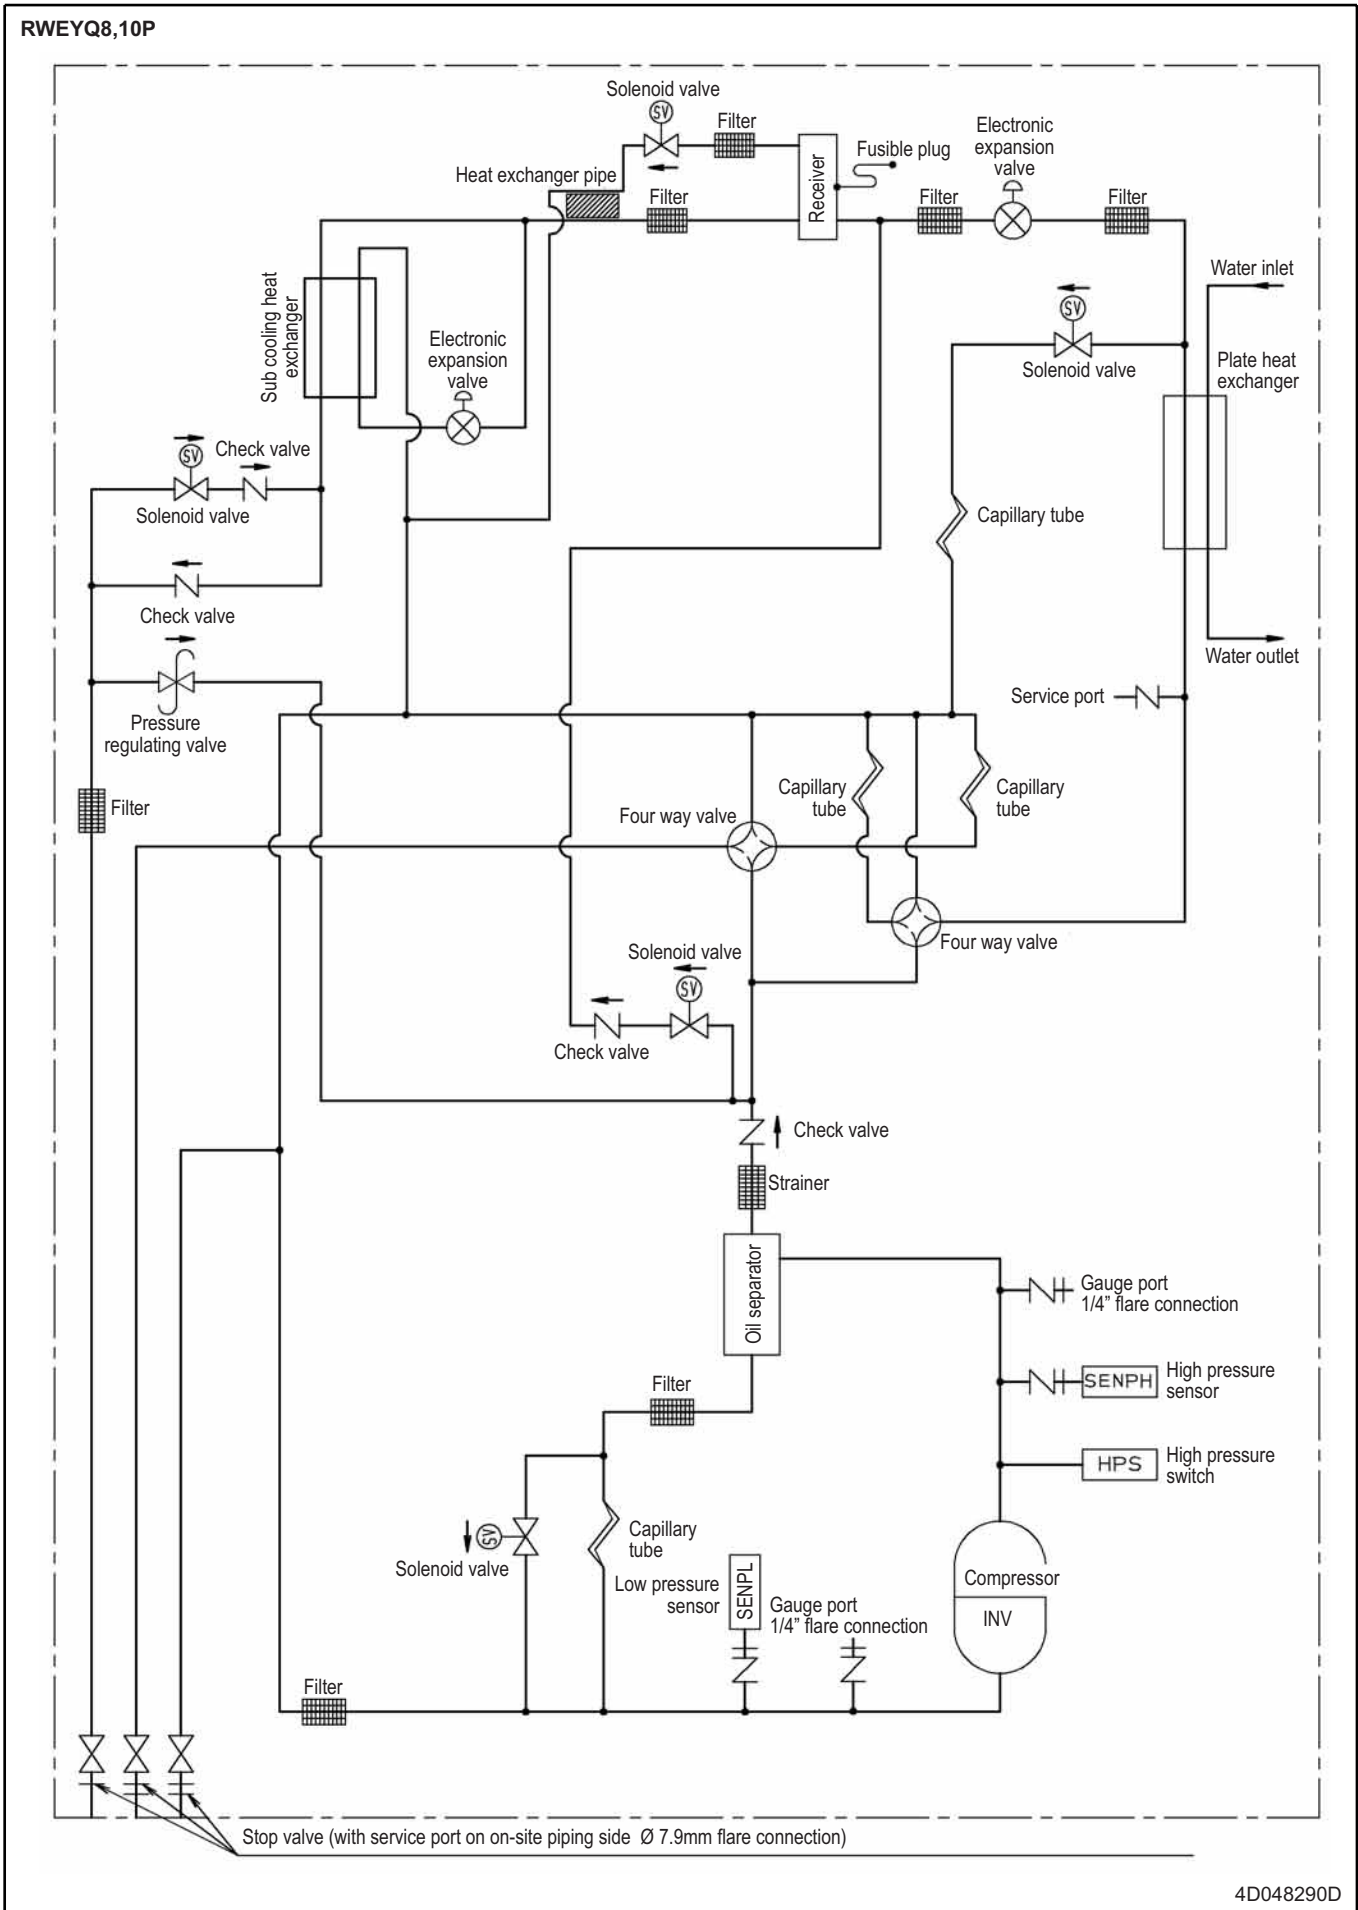 RWEYQ8,10P
Solenoid valve
SV
Filter
Electronic
expansion
valve
Receiver
Fusible plug
Heat exchanger pipe
Filter
Filter
Filter
Water inlet
Sub cooling heat
exchanger
SV
Electronic
expansion
valve
Solenoid valve
Plate heat
exchanger
SV
Check valve
Solenoid valve
Capillary tube
Check valve
Water outlet
Service port
Pressure
regulating valve
Filter
Capillary
tube
Capillary
tube
Four way valve
Four way valve
Solenoid valve
SV
Check valve
Check valve
Strainer
Oil separator
Gauge port
1/4” flare connection
SENPH
High pressure
sensor
Filter
HPS
High pressure
switch
SV
Solenoid valve
Capillary
tube
Low pressure
sensor
SENPL
Gauge port
1/4” flare connection
Compressor
INV
Filter
Stop valve (with service port on on-site piping side Ø 7.9mm flare connection)
4D048290D